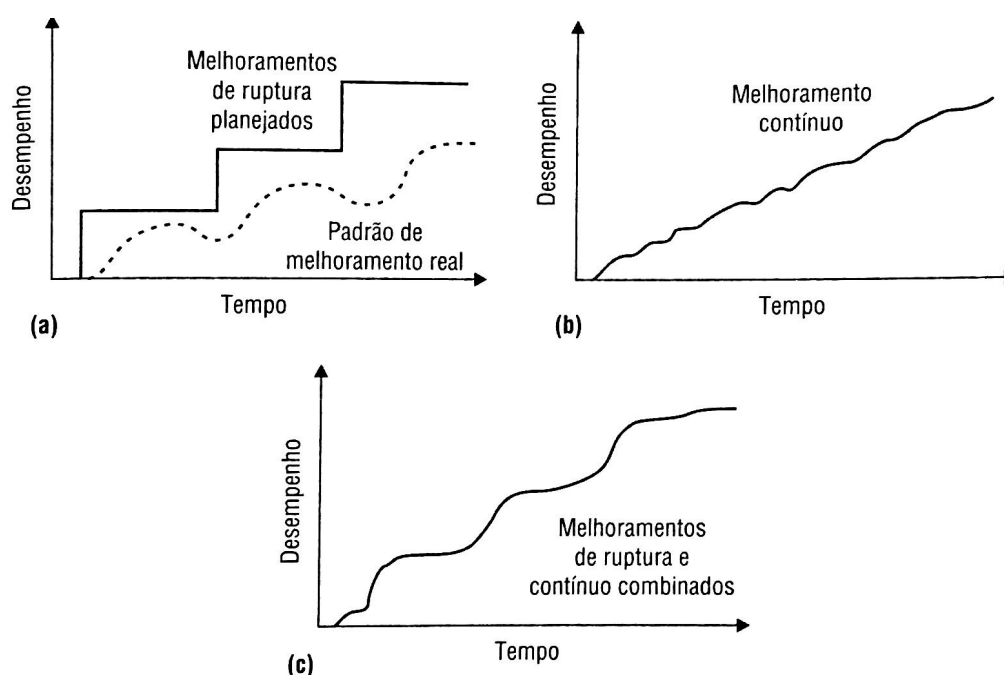 Desempenho
Melhoramentos
de ruptura
planejados
Padrão de
melhoramento real
Tempo
(a)
Desempenho
Melhoramento
contínuo
Tempo
(b)
Desempenho
Melhoramentos
de ruptura e
contínuo combinados
Tempo
(c)